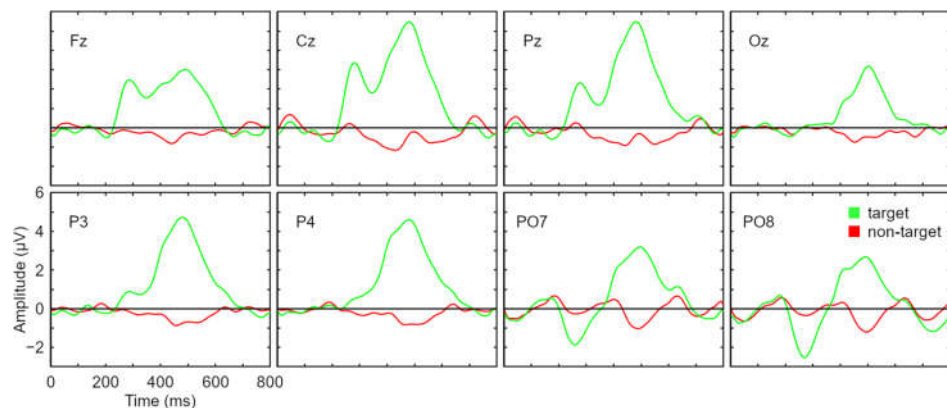 Fz
Cz
Pz
Oz
P3
P4
PO7
PO8
target
non-target
Amplitude (µV)
6
4
2
0
−2
0 200 400 600 800
Time (ms)